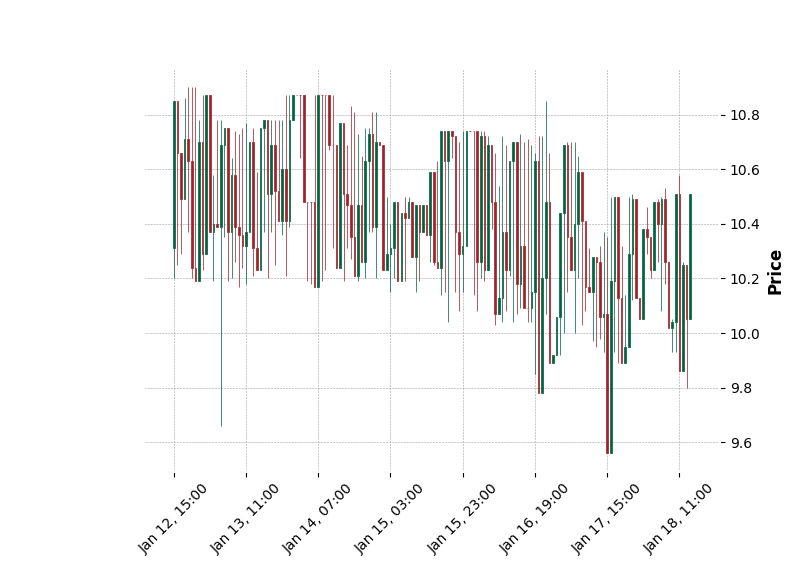 10.8
10.6
10.4
10.2
10.0
9.8
9.6
Price
Jan 12, 15:00
Jan 13, 11:00
Jan 14, 07:00
Jan 15, 03:00
Jan 15, 23:00
Jan 16, 19:00
Jan 17, 15:00
Jan 18, 11:00